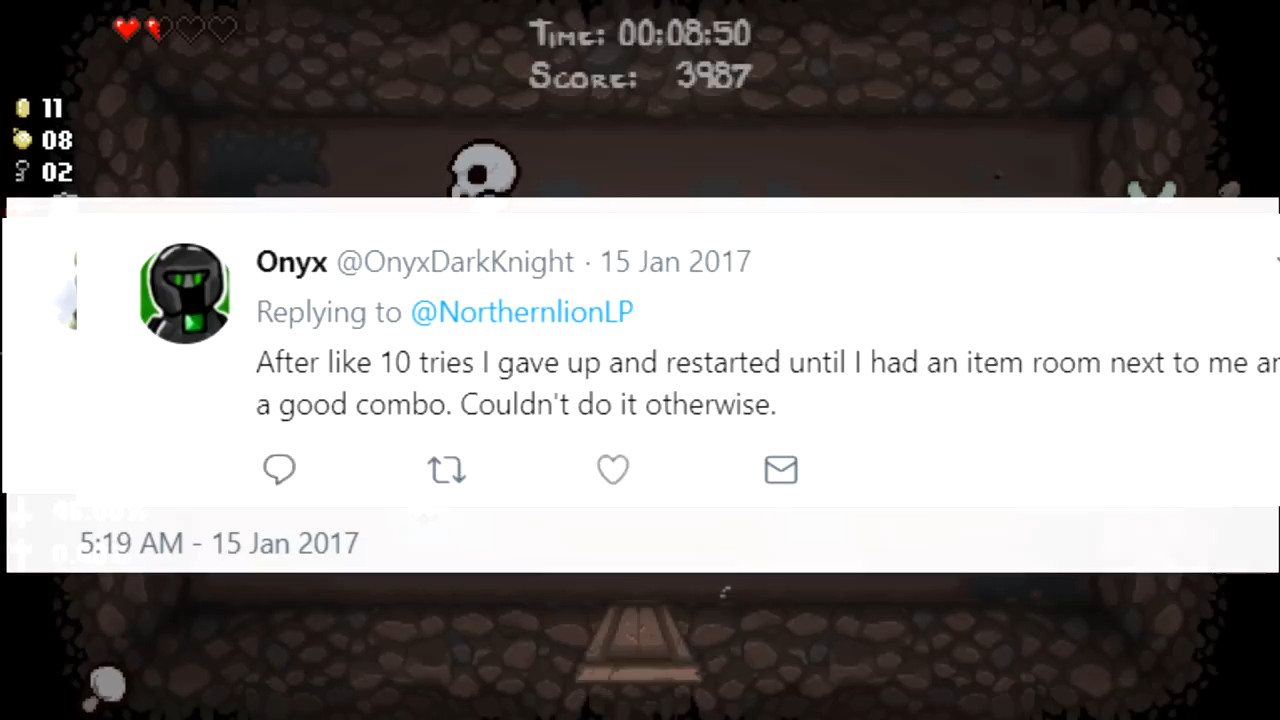 Time: 00:08:50
Score: 3987
11
08
02
Onyx @OnyxDarkKnight · 15 Jan 2017
Replying to @NorthernlionLP
After like 10 tries I gave up and restarted until I had an item room next to me
a good combo. Couldn't do it otherwise.
5:19 AM - 15 Jan 2017